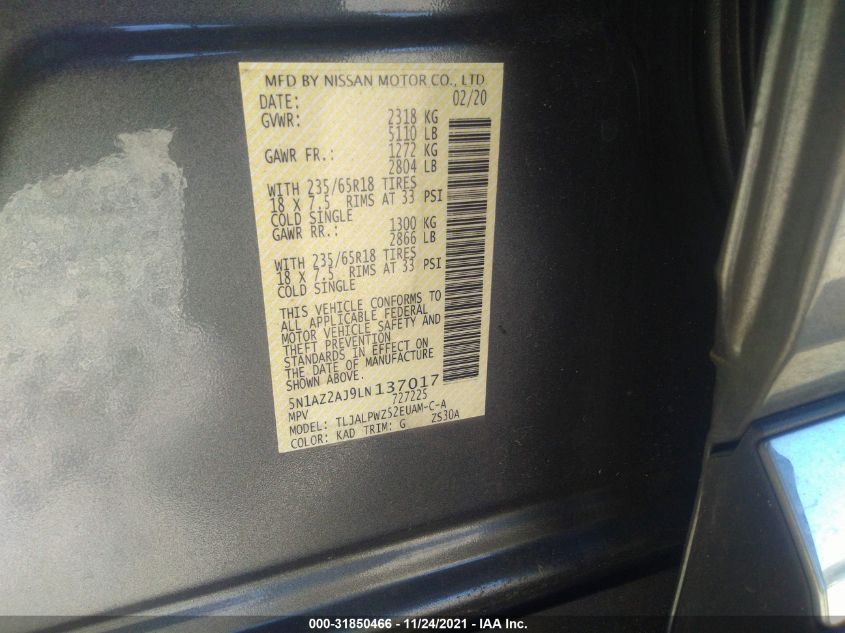 MFD BY NISSAN MOTOR CO., LTD
DATE: 02/20
GVWR: 2318 KG
5110 LB
GAWR FR.: 1272 KG
2804 LB
WITH 235/65R18 TIRES
18 X 7.5 RIMS AT 33 PSI
COLD SINGLE
GAWR RR.: 1300 KG
2866 LB
WITH 235/65R18 TIRES
18 X 7.5 RIMS AT 33 PSI
COLD SINGLE
THIS VEHICLE CONFORMS TO
ALL APPLICABLE FEDERAL
MOTOR VEHICLE SAFETY AND
THEFT PREVENTION
STANDARDS IN EFFECT ON
THE DATE OF MANUFACTURE
SHOWN ABOVE.
5N1AZ2AJ9LN 137017
MPV 727225
MODEL: TLJALPWZ52EUAM-C-A
COLOR: KAD TRIM: G ZS30A
000-31850466 - 11/24/2021 - IAA Inc.